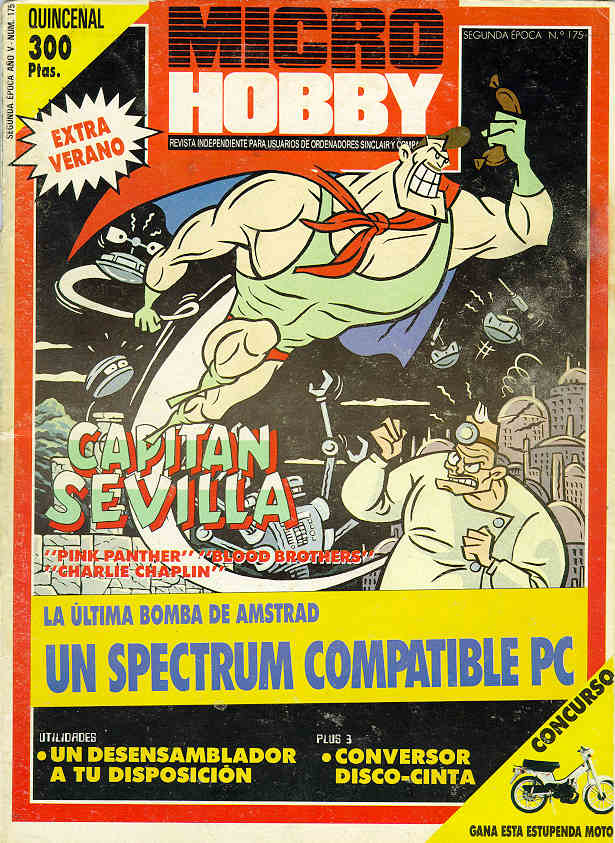 QUINCENAL
300
Ptas.
SEGUNDA EPOCA AÑO V - NUM. 175
EXTRA
VERANO
MICRO
HOBBY
SEGUNDA ÉPOCA N.º 175
REVISTA INDEPENDIENTE PARA USUARIOS DE ORDENADORES SINCLAIR Y
CAPITAN
SEVILLA
"PINK PANTHER" "BLOOD BROTHERS"
"CHARLIE CHAPLIN"
LA ÚLTIMA BOMBA DE AMSTRAD
UN SPECTRUM COMPATIBLE PC
UTILIDADES
• UN DESENSAMBLADOR
A TU DISPOSICIÓN
PLUS 3
• CONVERSOR
DISCO-CINTA
CONCURSO
GANA ESTA ESTUPENDA MOTO